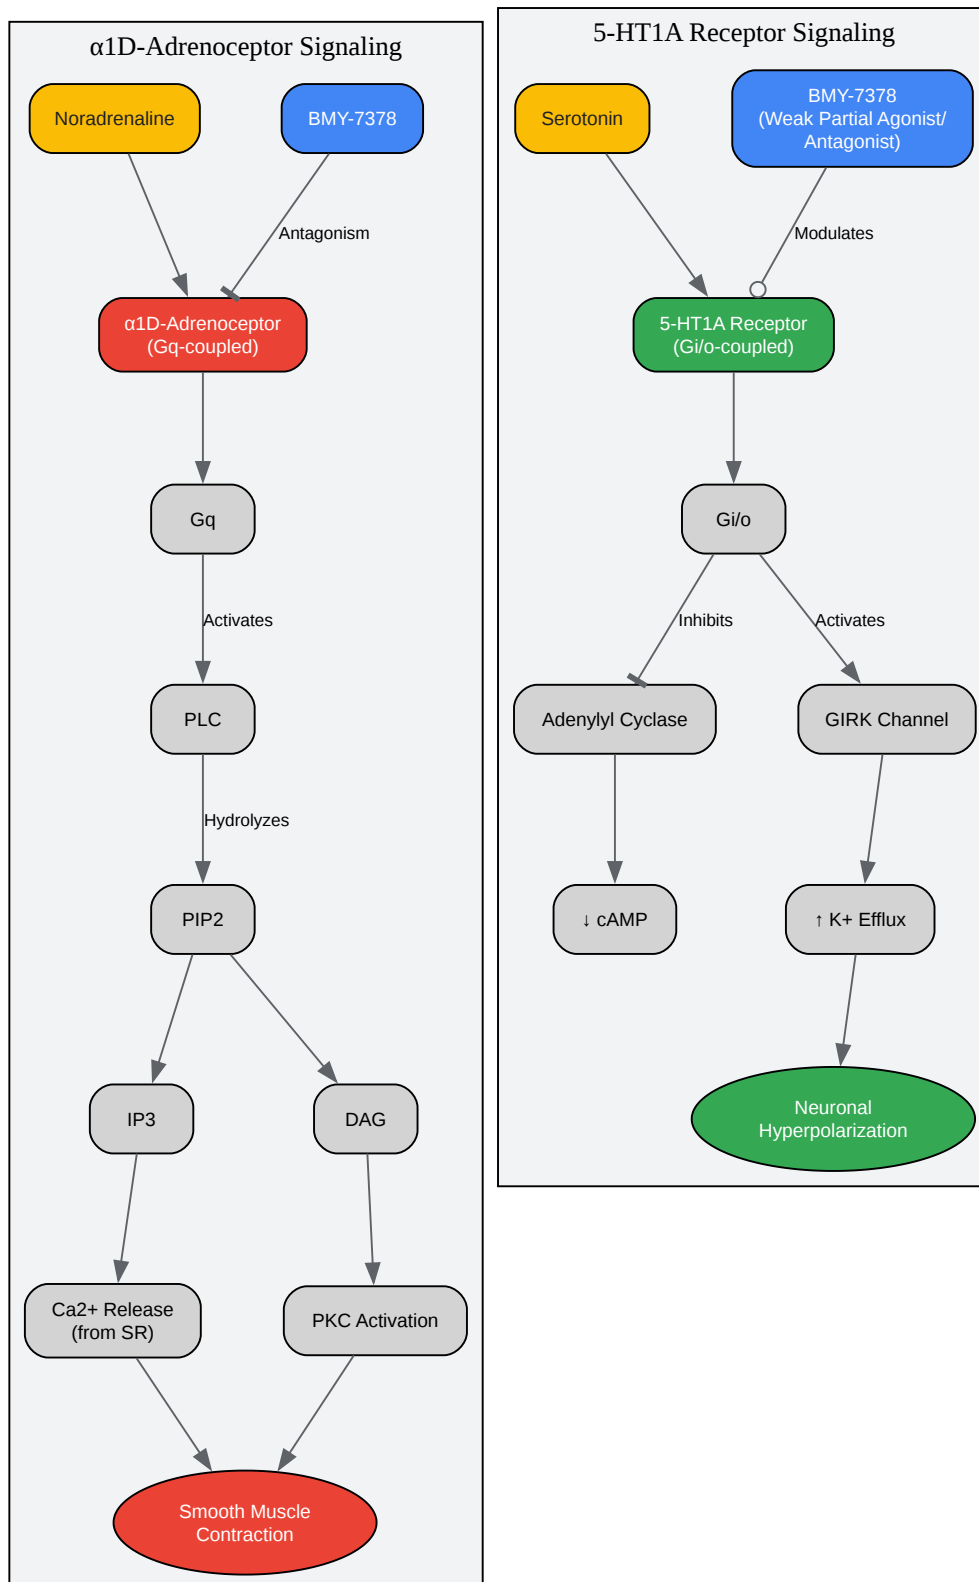 α1D-Adrenoceptor Signaling
Noradrenaline
BMY-7378
Antagonism
α1D-Adrenoceptor
(Gq-coupled)
Gq
Activates
PLC
Hydrolyzes
PIP2
IP3
DAG
Ca2+ Release
(from SR)
PKC Activation
Smooth Muscle
Contraction
5-HT1A Receptor Signaling
Serotonin
BMY-7378
(Weak Partial Agonist/
Antagonist)
Modulates
5-HT1A Receptor
(Gi/o-coupled)
Gi/o
Inhibits
Activates
Adenylyl Cyclase
GIRK Channel
↓ cAMP
↑ K+ Efflux
Neuronal
Hyperpolarization